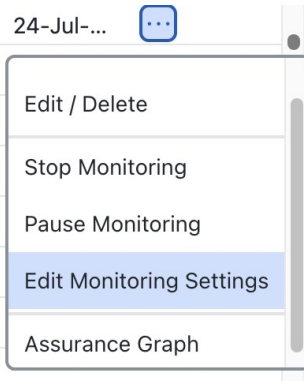 24-Jul-... ...
Edit / Delete
Stop Monitoring
Pause Monitoring
Edit Monitoring Settings
Assurance Graph